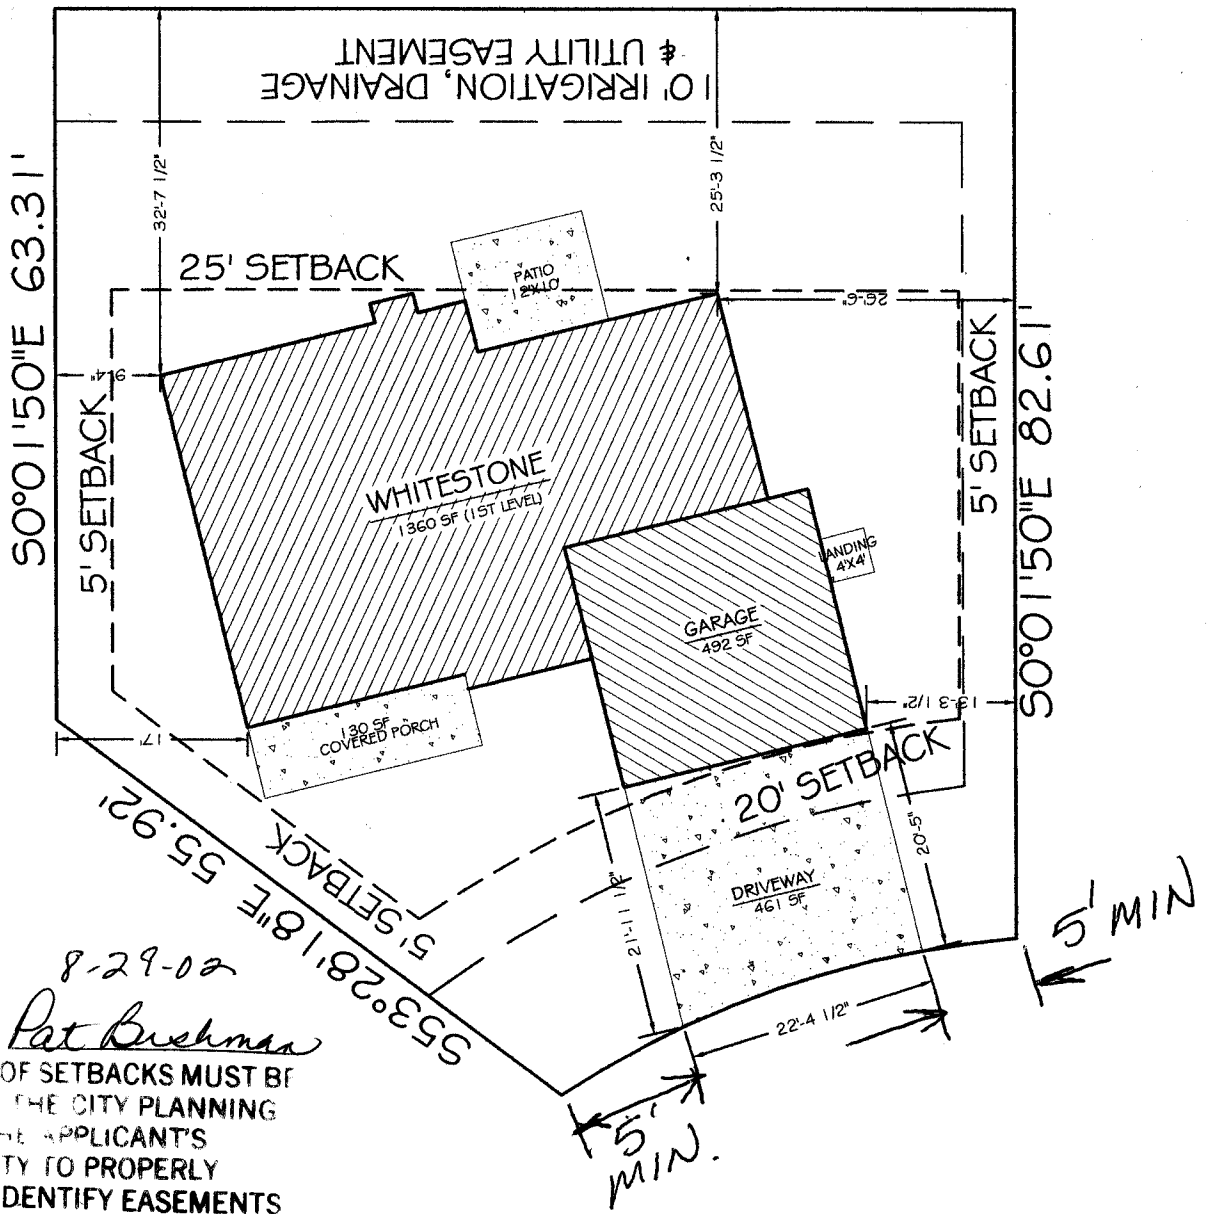 10' IRRIGATION, DRAINAGE
& UTILITY EASEMENT
S0°01'50"E 63.31'
32'-7 1/2"
25'-3 1/2"
25' SETBACK
PATIO
12'X10'
26'-6"
9'-4"
5' SETBACK
5' SETBACK
S0°01'50"E 82.61'
WHITESTONE
1360 SF (1ST LEVEL)
LANDING
4'X4'
GARAGE
492 SF
13'-3 1/2"
17'
130 SF
COVERED PORCH
20' SETBACK
5' SETBACK
S53°28'18"E 55.92'
20'-5"
21'-11 1/2"
DRIVEWAY
461 SF
22'-4 1/2"
5' MIN
5'
MIN.
8-29-02
Pat Bushman
OF SETBACKS MUST BE
THE CITY PLANNING
APPLICANT'S
TY TO PROPERLY
DENTIFY EASEMENTS